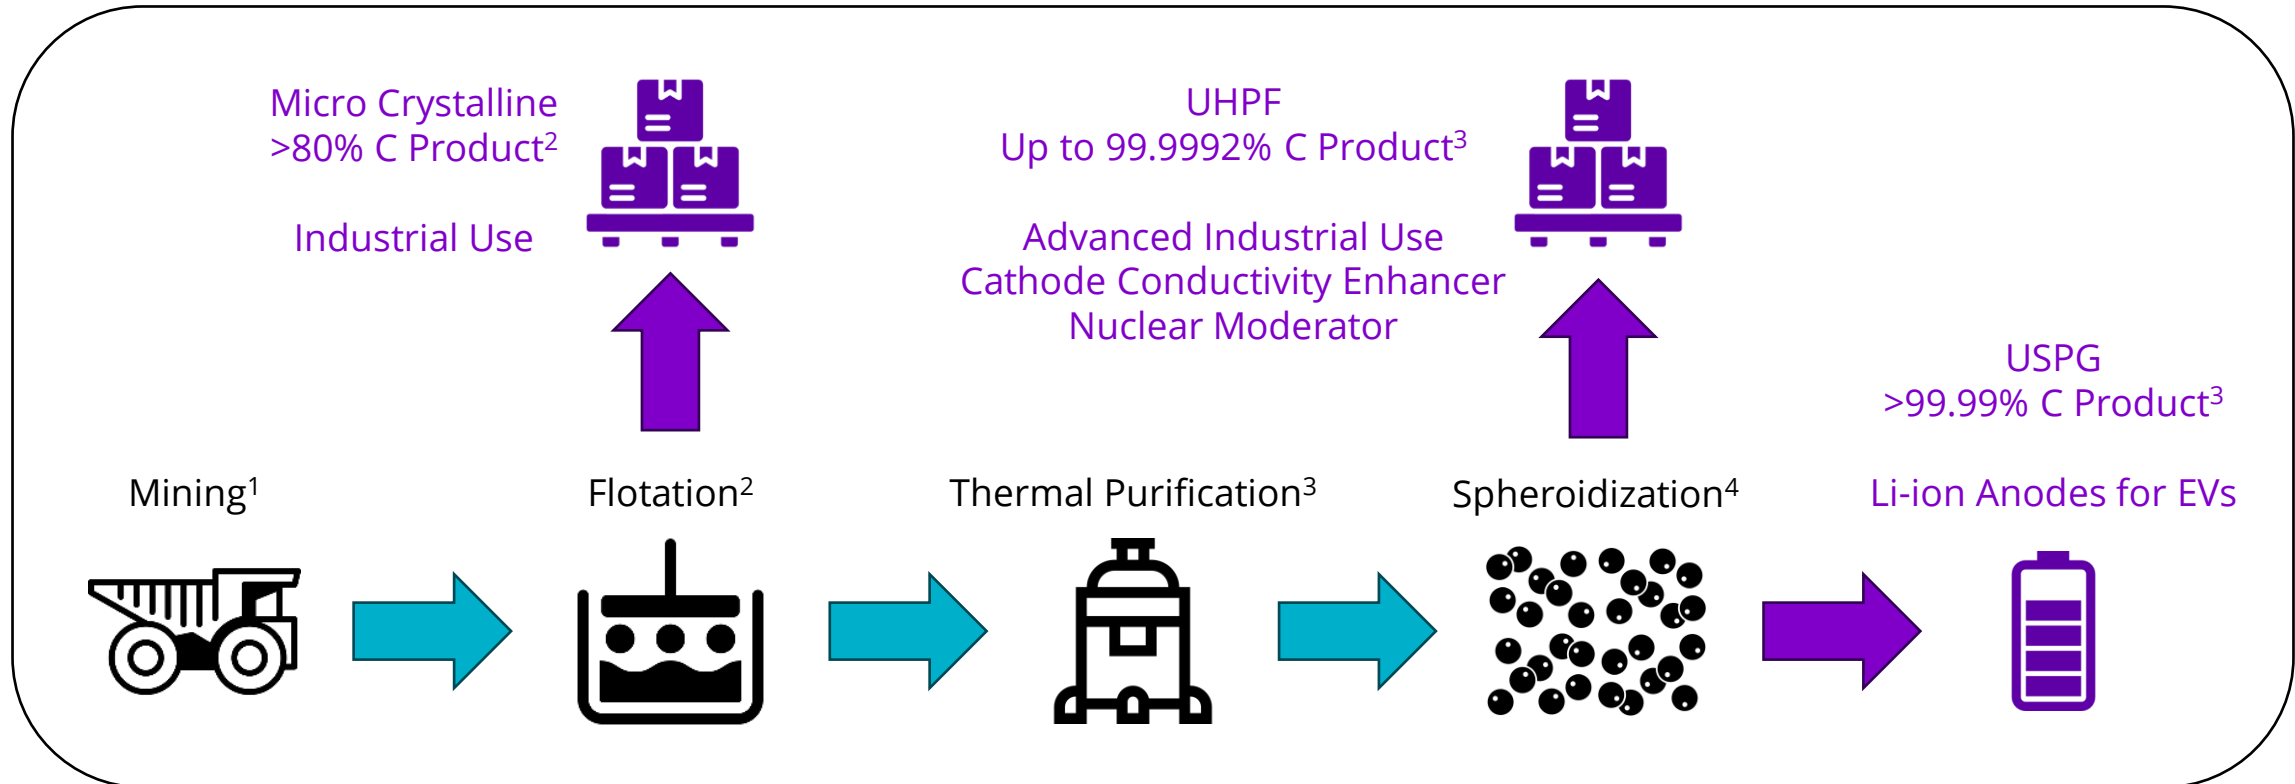 Micro Crystalline
>80% C Product²
Industrial Use
UHPF
Up to 99.9992% C Product³
Advanced Industrial Use
Cathode Conductivity Enhancer
Nuclear Moderator
USPG
>99.99% C Product³
Li-ion Anodes for EVs
Mining¹
Flotation²
Thermal Purification³
Spheroidization⁴